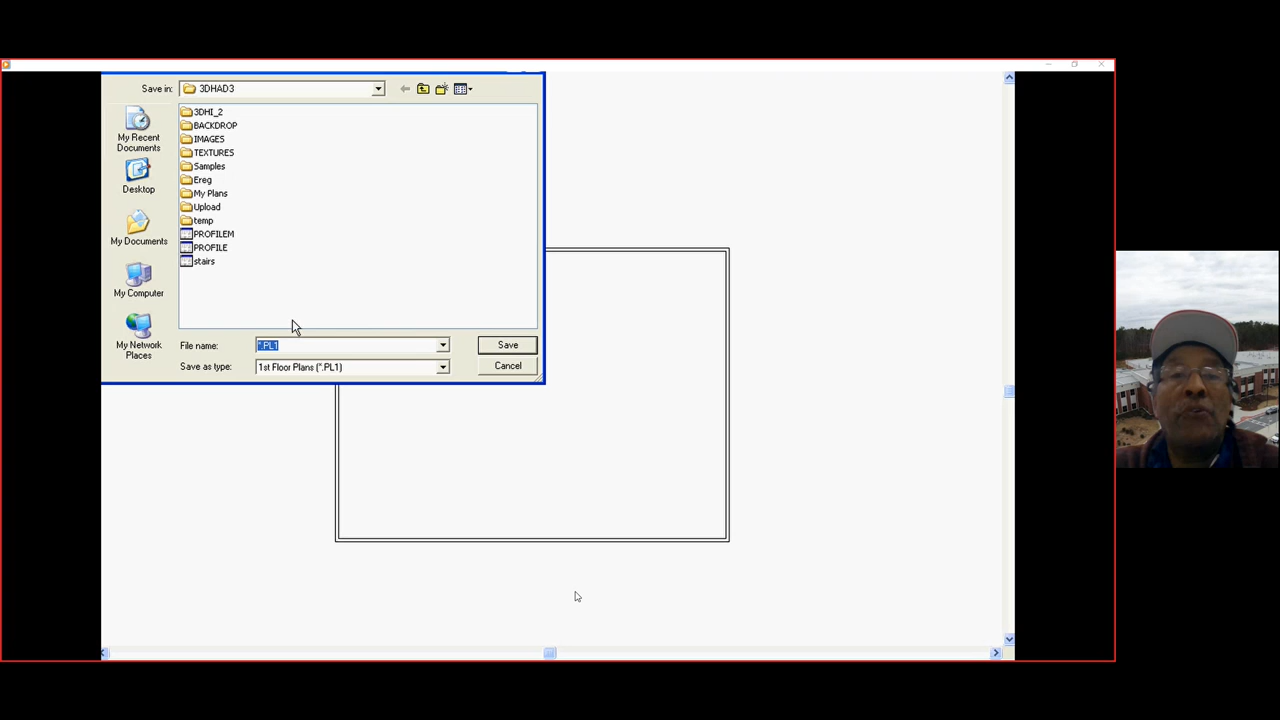 Save in: 3DHAD3
3DHI_2
BACKDROP
IMAGES
TEXTURES
Samples
Ereg
My Plans
Upload
temp
PROFILEM
PROFILE
stairs
My Recent
Documents
Desktop
My Documents
My Computer
My Network
Places
File name: *.PL1 Save
Save as type: 1st Floor Plans (*.PL1) Cancel